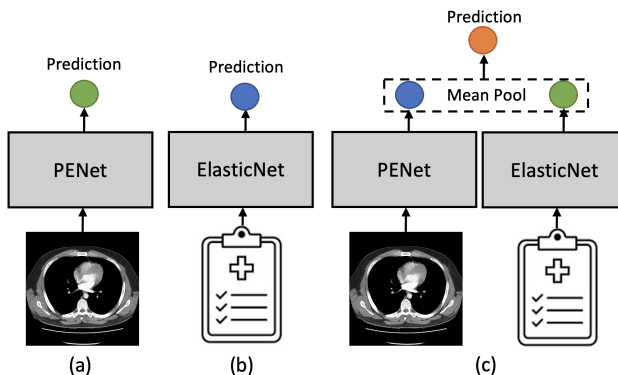 Prediction
PENet
(a)
Prediction
ElasticNet
(b)
Prediction
Mean Pool
PENet
ElasticNet
(c)